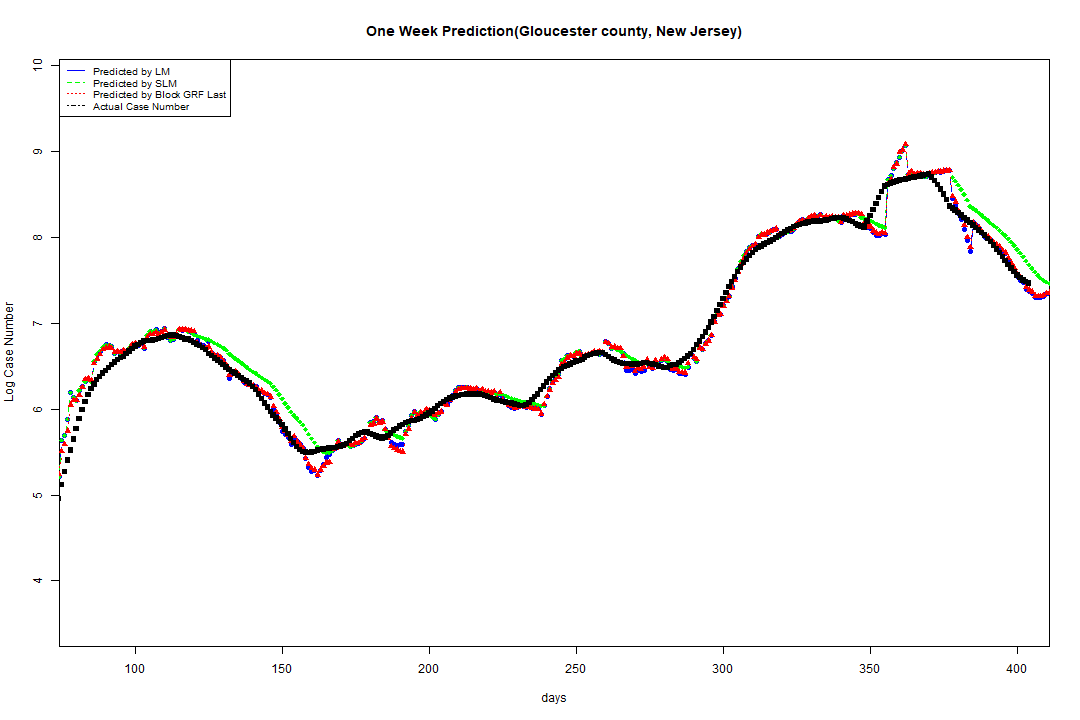 One Week Prediction(Gloucester county, New Jersey)
Predicted by LM
Predicted by SLM
Predicted by Block GRF Last
Actual Case Number
10
9
8
7
6
5
4
Log Case Number
100 150 200 250 300 350 400
days